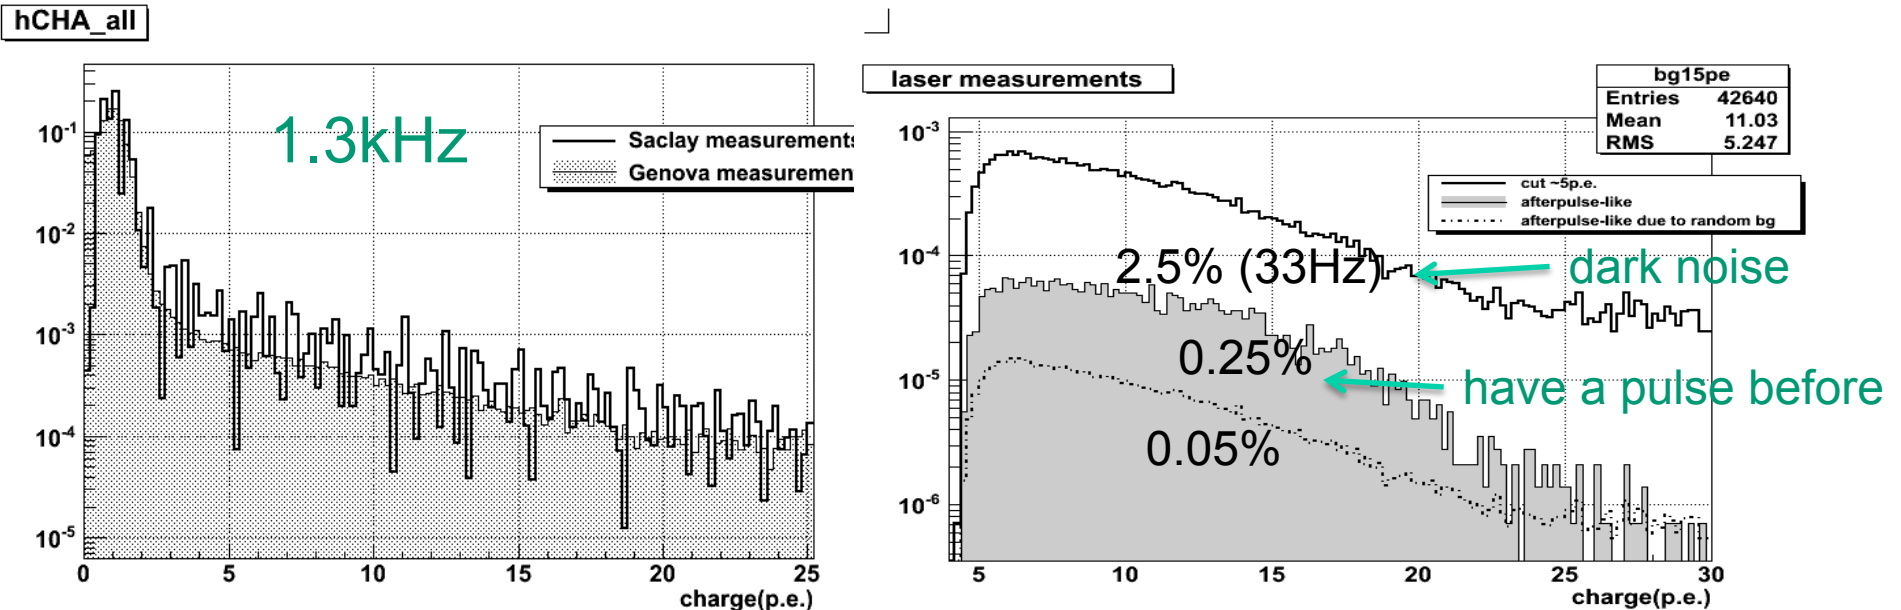 hCHA_all
1.3kHz
Saclay measurements
Genova measuremen
10-1
10-2
10-3
10-4
10-5
0 5 10 15 20 25
charge(p.e.)
laser measurements
bg15pe
Entries 42640
Mean 11.03
RMS 5.247
cut ~5p.e.
afterpulse-like
afterpulse-like due to random bg
10-3
10-4
10-5
10-6
2.5% (33Hz)
dark noise
0.25%
have a pulse before
0.05%
5 10 15 20 25 30
charge(p.e.)